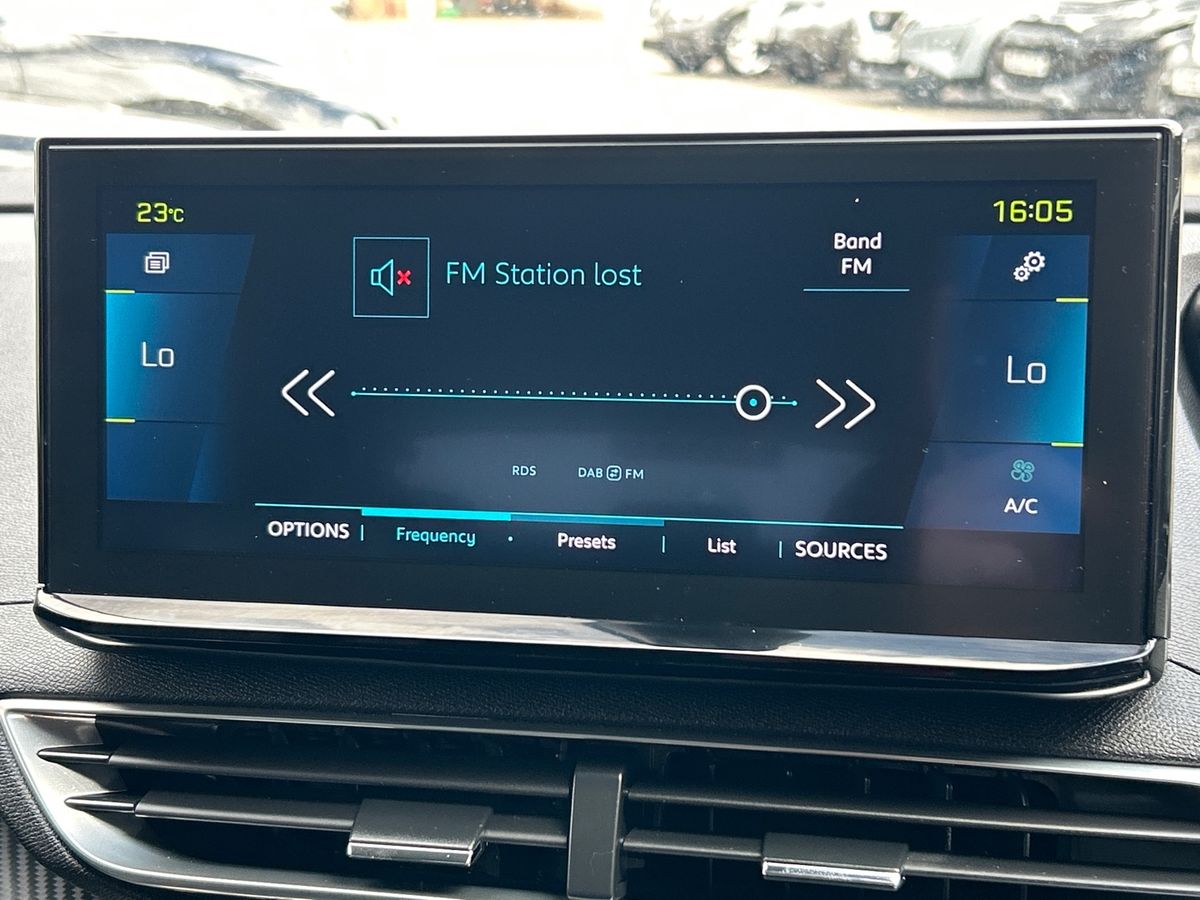 23°C
16:05
Band
FM
FM Station lost
Lo
Lo
RDS
DAB FM
A/C
OPTIONS | Frequency • Presets | List | SOURCES